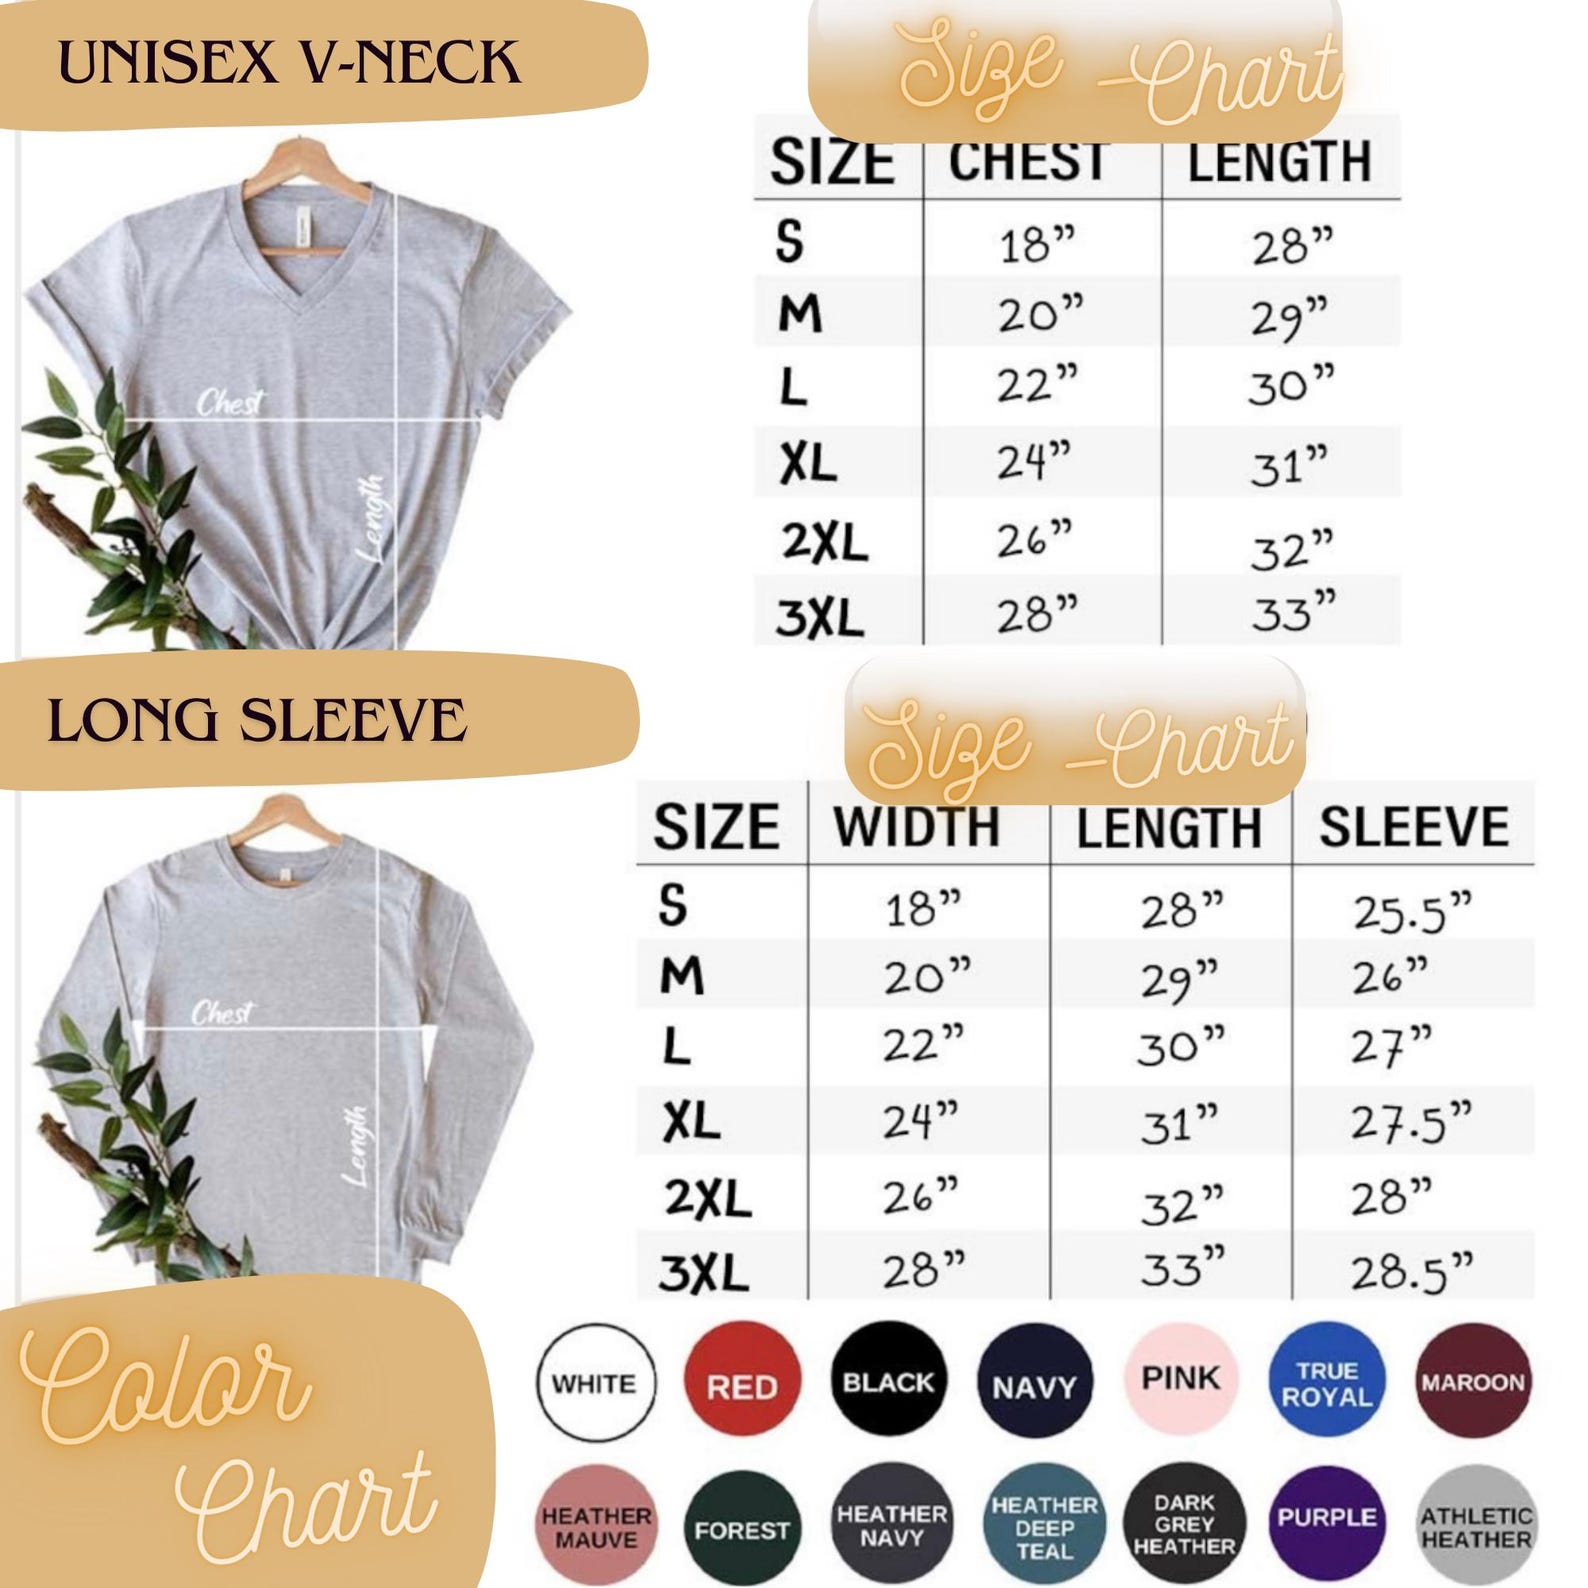 UNISEX V-NECK
Size -Chart
SIZE CHEST LENGTH
S 18” 28”
M 20” 29”
L 22” 30”
XL 24” 31”
2XL 26” 32”
3XL 28” 33”
Chest
Length
LONG SLEEVE
Size -Chart
SIZE WIDTH LENGTH SLEEVE
S 18” 28” 25.5”
M 20” 29” 26”
L 22” 30” 27”
XL 24” 31” 27.5”
2XL 26” 32” 28”
3XL 28” 33” 28.5”
Chest
Length
Color
Chart
WHITE
RED
BLACK
NAVY
PINK
TRUE
ROYAL
MAROON
HEATHER
MAUVE
FOREST
HEATHER
NAVY
HEATHER
DEEP
TEAL
DARK
GREY
HEATHER
PURPLE
ATHLETIC
HEATHER